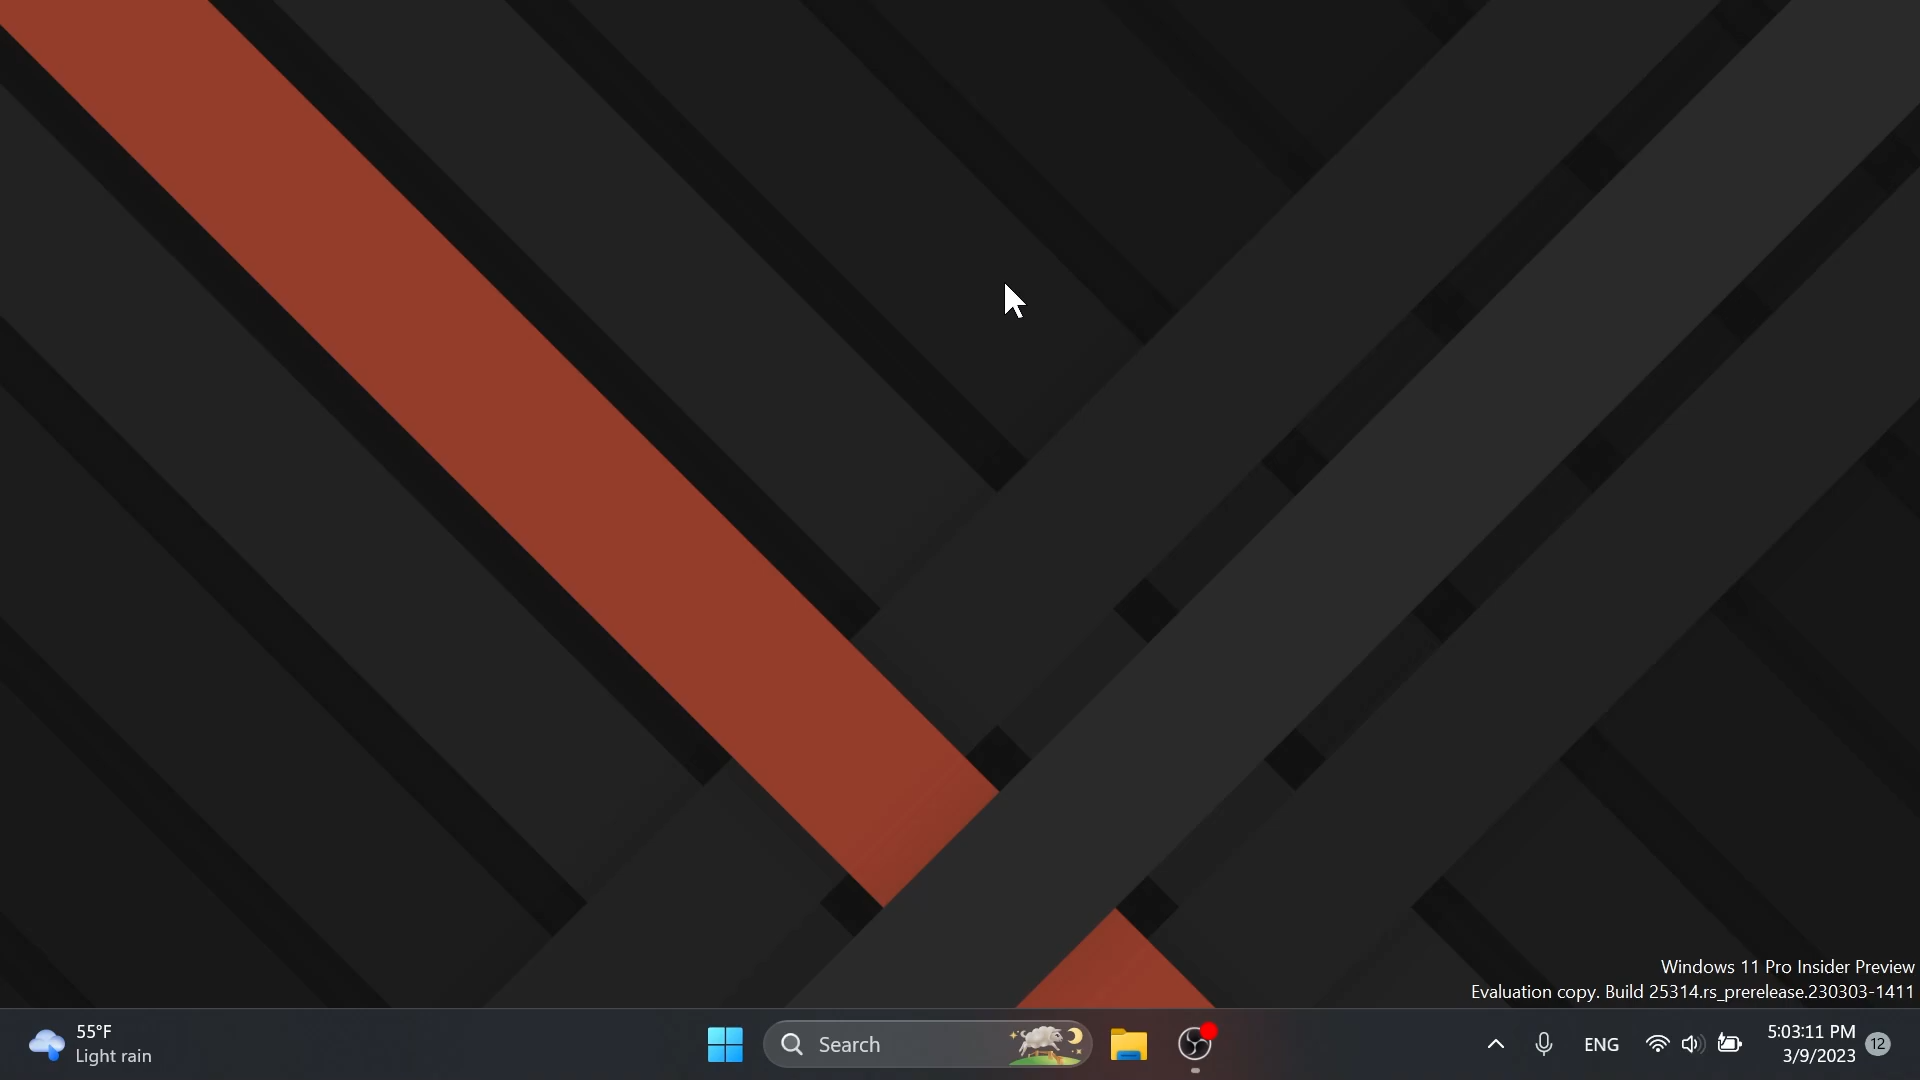 Windows 11 Pro Insider Preview
Evaluation copy. Build 25314.rs_prerelease.230303-1411
55°F
Light rain
Search
ENG
5:03:11 PM
3/9/2023
12